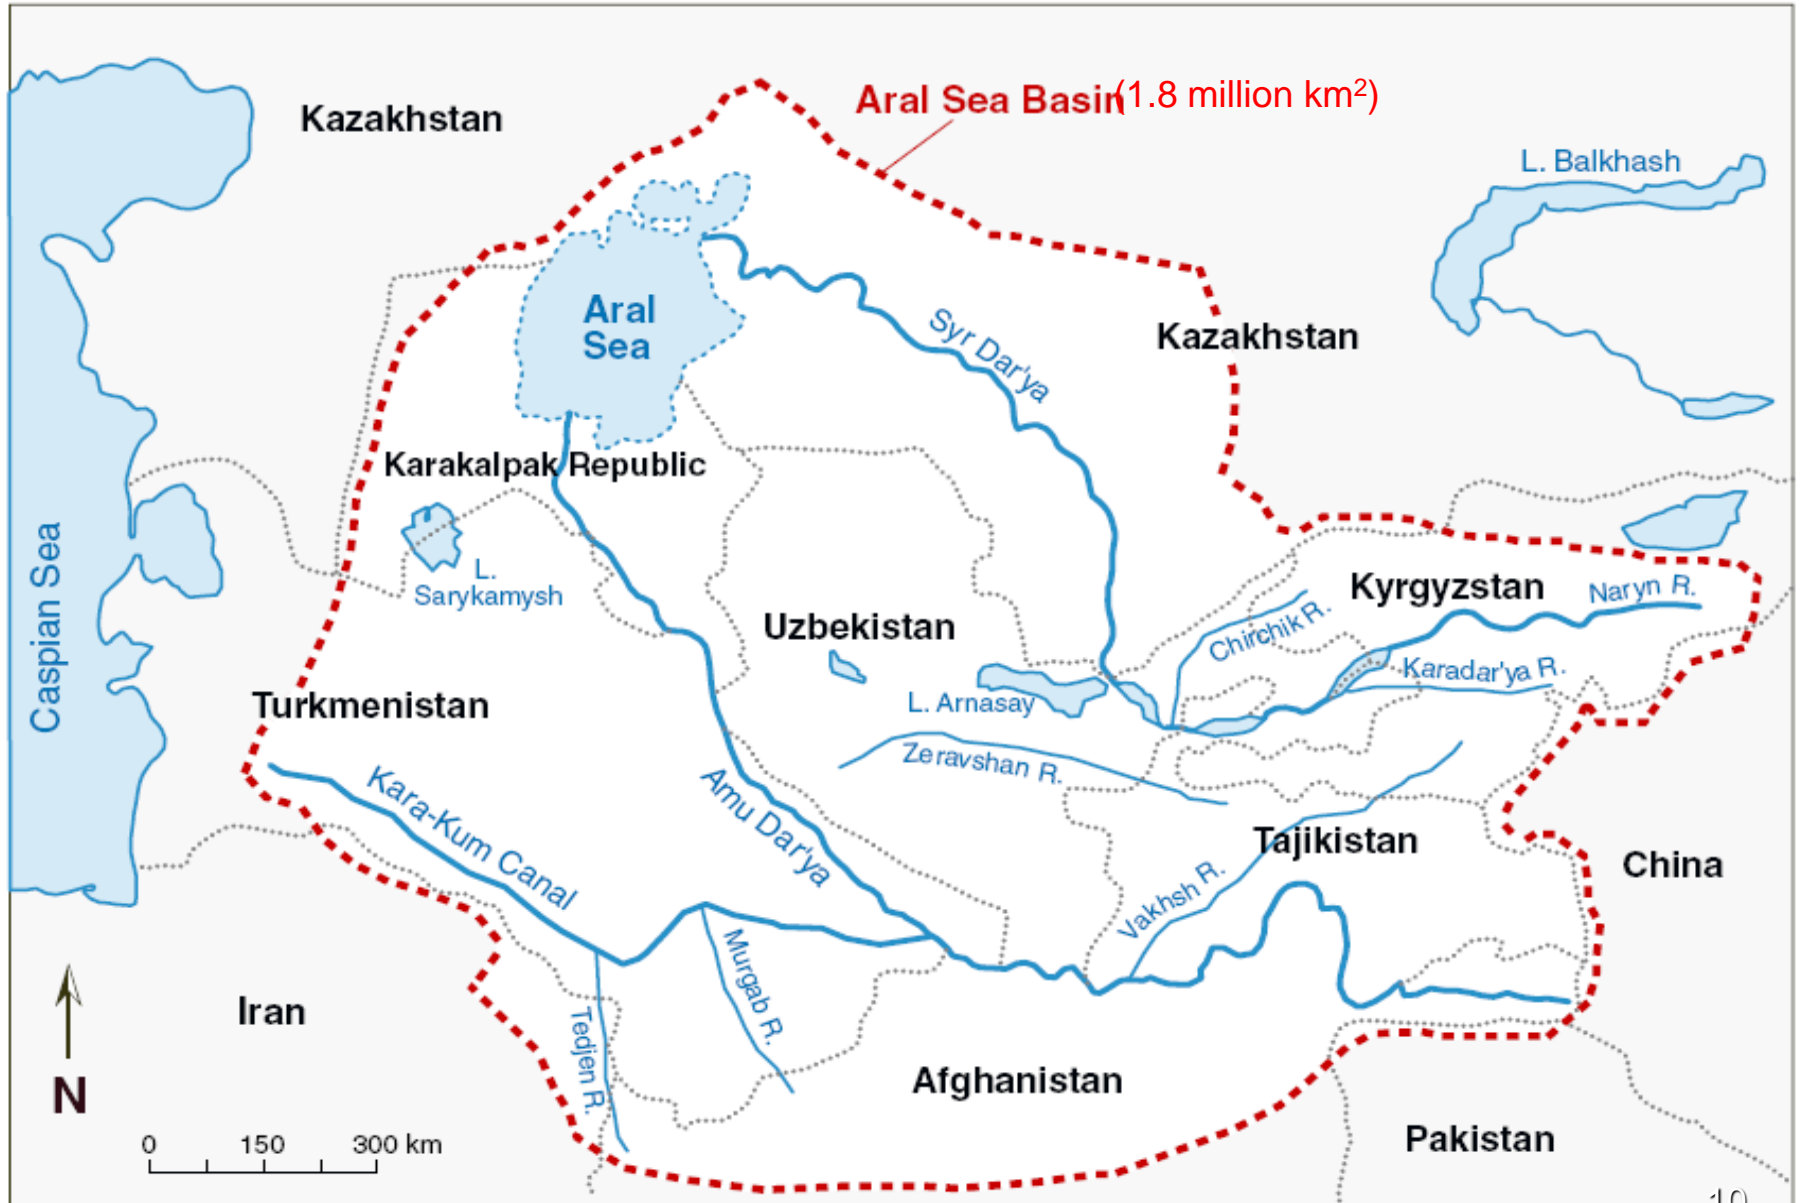 Aral Sea Basin (1.8 million km²)
Kazakhstan
L. Balkhash
Aral
Sea
Syr Dar'ya
Kazakhstan
Karakalpak Republic
Caspian Sea
L.
Sarykamysh
Uzbekistan
Kyrgyzstan
Naryn R.
Chirchik R.
Karadar'ya R.
L. Arnasay
Turkmenistan
Zeravshan R.
Kara-Kum Canal
Amu Dar'ya
Tajikistan
China
Vakhsh R.
Murgab R.
Tedjen R.
Iran
Afghanistan
Pakistan
N
0 150 300 km
10